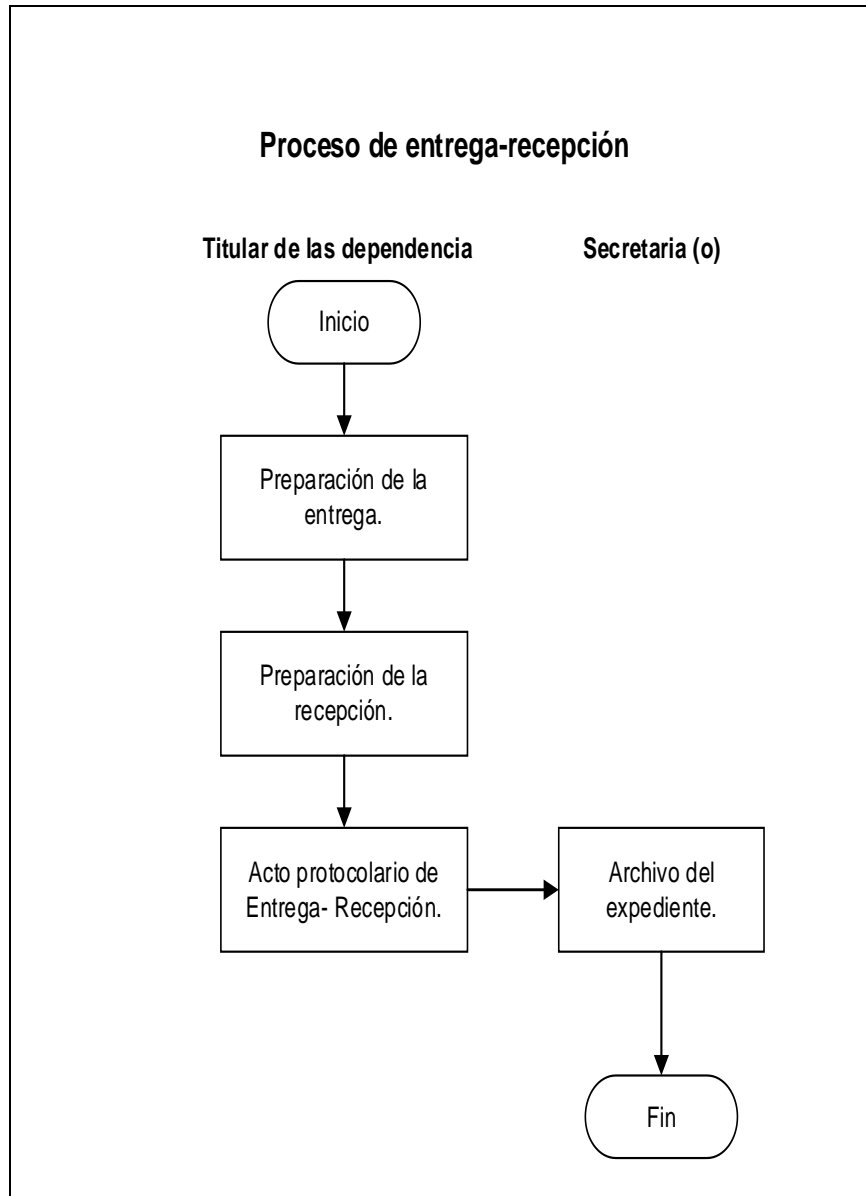 Proceso de entrega-recepción
Titular de las dependencia
Secretaria (o)
Inicio
Preparación de la
entrega.
Preparación de la
recepción.
Acto protocolario de
Entrega- Recepción.
Archivo del
expediente.
Fin